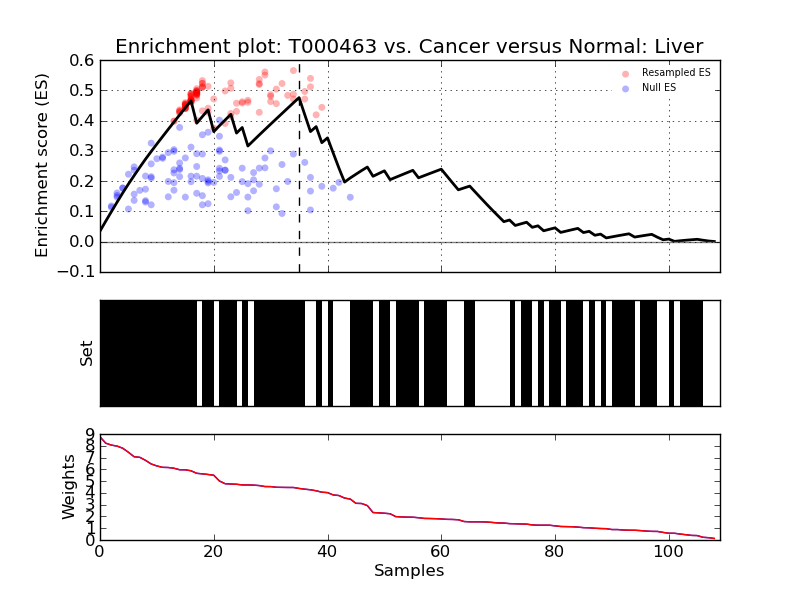 Enrichment plot: T000463 vs. Cancer versus Normal: Liver
0.6
0.5
0.4
0.3
0.2
0.1
0.0
−0.1
Enrichment score (ES)
Resampled ES
Null ES
Set
9
8
7
6
5
4
3
2
1
0
Weights
0 20 40 60 80 100
Samples